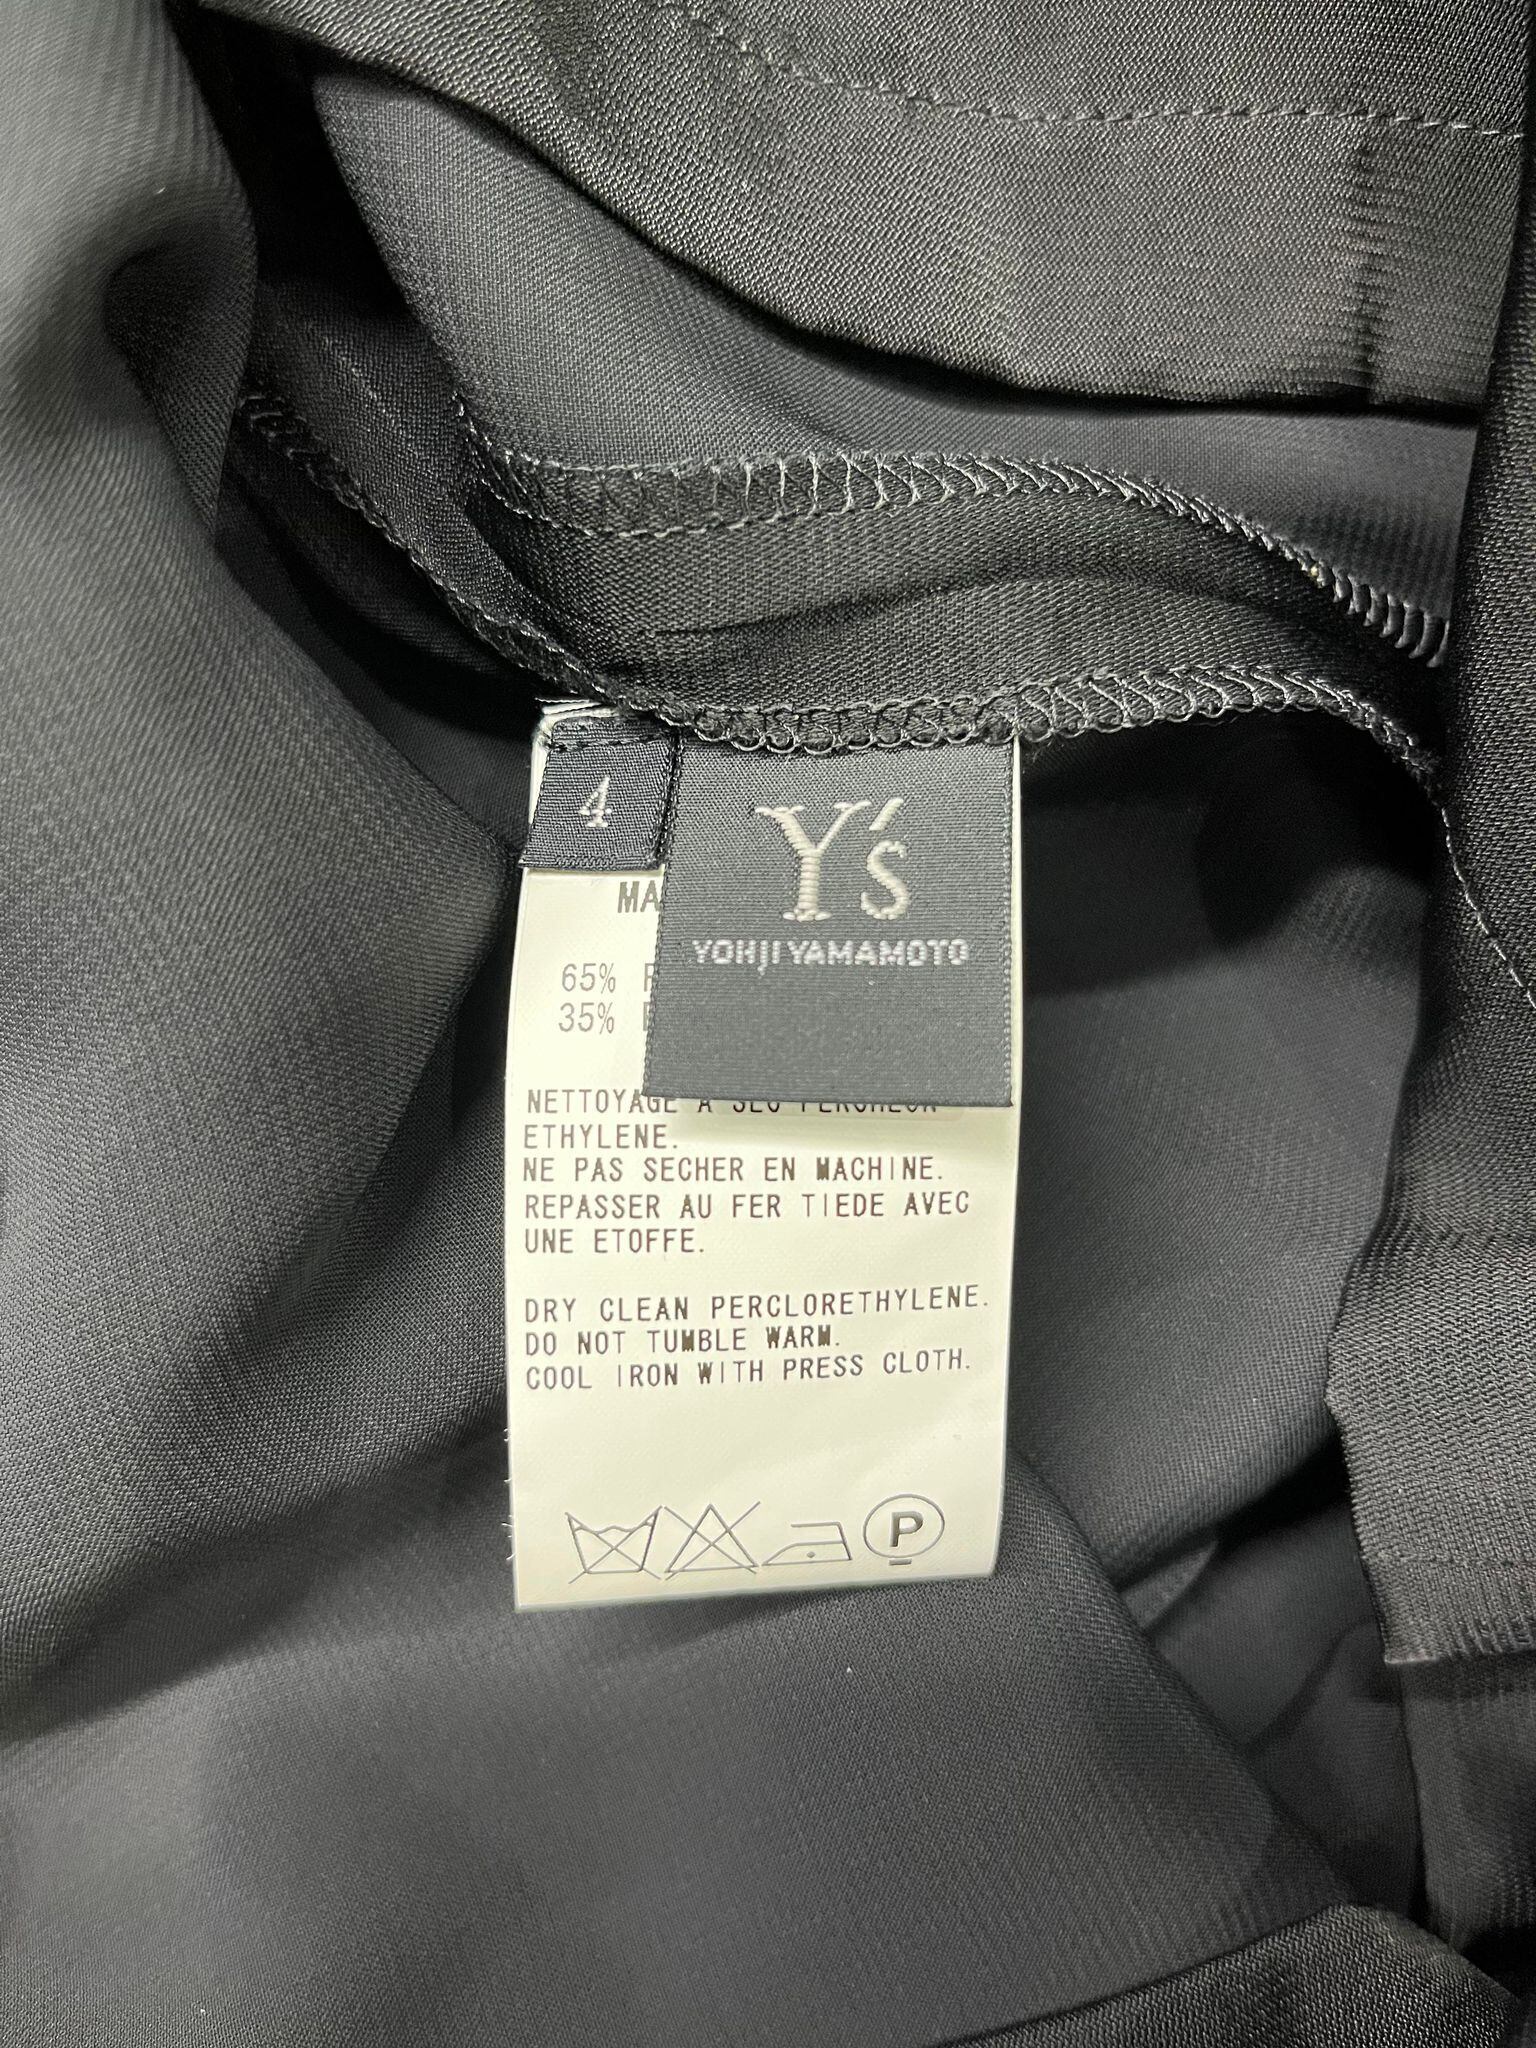 4
Y's
YOHJI YAMAMOTO
65%
35%
NETTOYAGE A SEC PERCHLOR
ETHYLENE.
NE PAS SECHER EN MACHINE.
REPASSER AU FER TIEDE AVEC
UNE ETOFFE.
DRY CLEAN PERCLORETHYLENE.
DO NOT TUMBLE WARM.
COOL IRON WITH PRESS CLOTH.
P